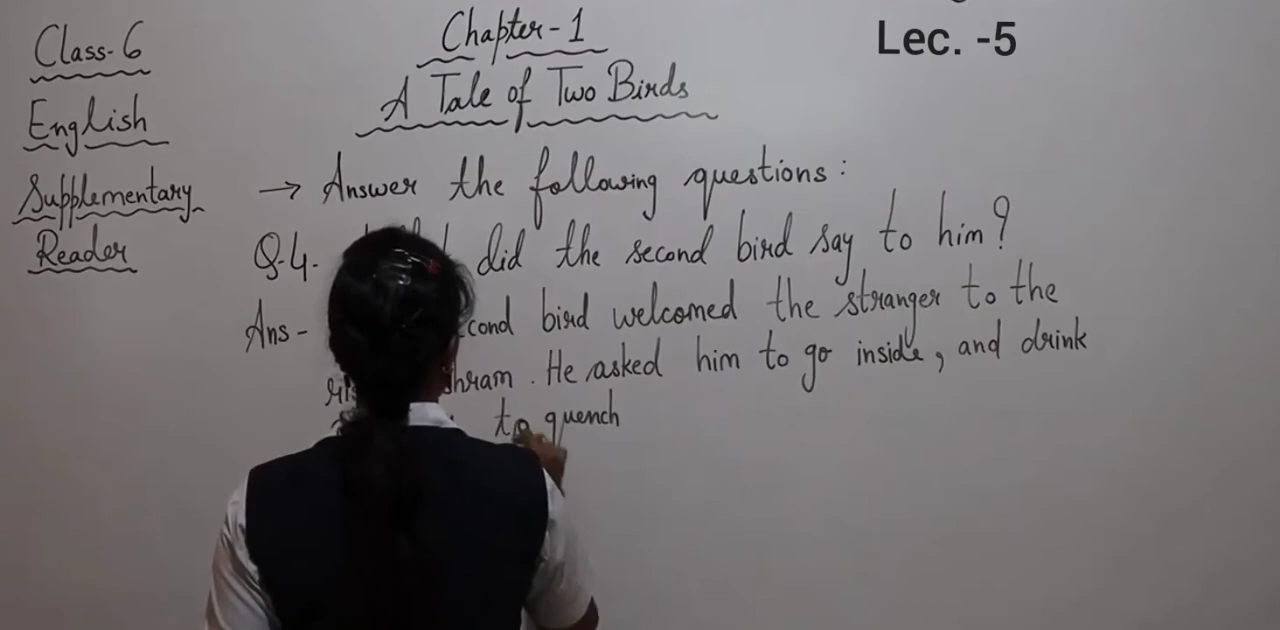 Class-6
English
Supplementary
Reader
Chapter-1
A Tale of Two Birds
Lec. -5
→ Answer the following questions:
Q.4. did the second bird say to him?
Ans- bird welcomed the stranger to the
. He asked him to go inside, and drink
to quench